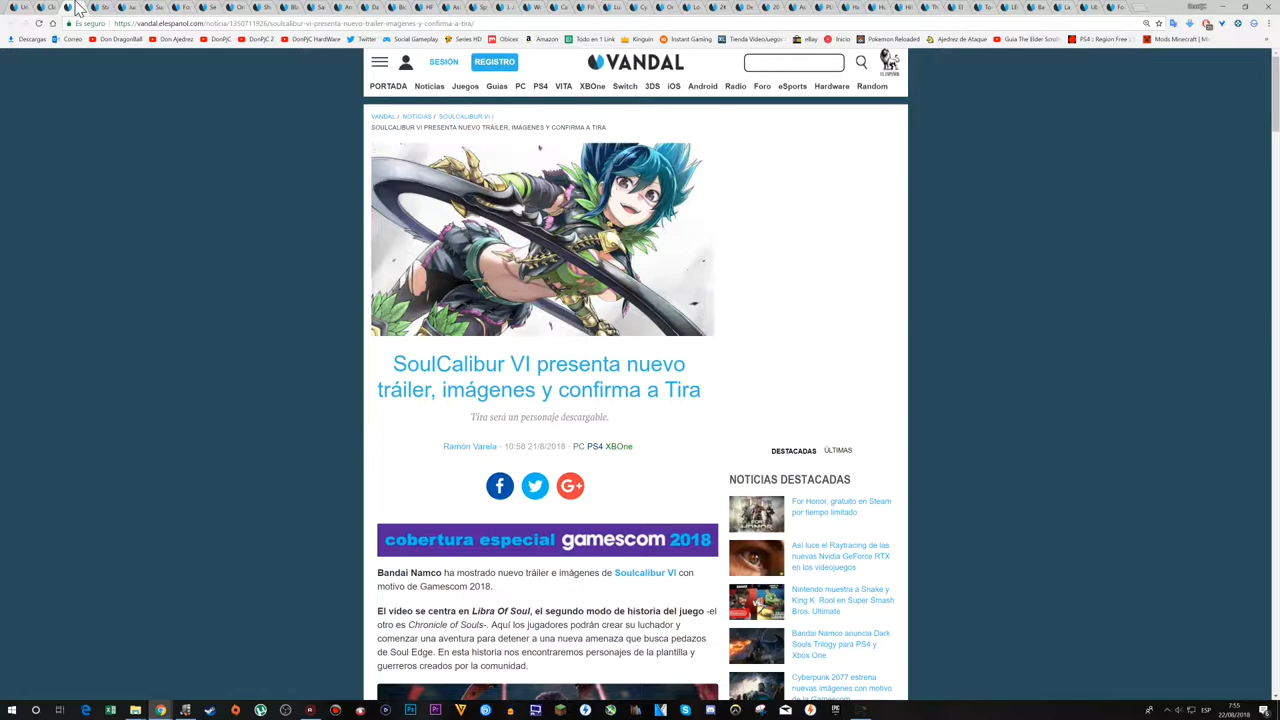 Es seguro
https://vandal.elespanol.com/noticia/1350711926/soulcalibur-vi-presenta-nuevo-trailer-imagenes-y-confirma-a-tira/
Descargas Correo Don DragonBall Don Ajedrez DonPjC DonPjC 2 DonPjC HardWare Twitter Social Gameplay Series HD Obicex Amazon Todo en 1 Link Kinguin Instant Gaming Tienda VideoJuegos eBay Inicio Pokemon Reloaded Ajedrez de Ataque Guia The Elder Scroll PS4 Region Free Mods Minecraft
SESIÓN REGISTRO VANDAL EL ESPAÑOL
PORTADA Noticias Juegos Guías PC PS4 VITA XBOne Switch 3DS iOS Android Radio Foro eSports Hardware Random
VANDAL / NOTICIAS / SOULCALIBUR VI /
SOULCALIBUR VI PRESENTA NUEVO TRÁILER, IMÁGENES Y CONFIRMA A TIRA
SoulCalibur VI presenta nuevo
tráiler, imágenes y confirma a Tira
Tira será un personaje descargable.
Ramón Varela · 10:58 21/8/2018 · PC PS4 XBOne
cobertura especial gamescom 2018
Bandai Namco ha mostrado nuevo tráiler e imágenes de Soulcalibur VI con
motivo de Gamescom 2018.
El vídeo se centra en Libra Of Soul, el segundo modo de historia del juego -el
otro es Chronicle of Souls-. Aquí los jugadores podrán crear su luchador y
comenzar una aventura para detener a una nueva amenaza que busca pedazos
de Soul Edge. En esta historia nos encontraremos personajes de la plantilla y
guerreros creados por la comunidad.
DESTACADAS ÚLTIMAS
NOTICIAS DESTACADAS
For Honor, gratuito en Steam
por tiempo limitado
Así luce el Raytracing de las
nuevas Nvidia GeForce RTX
en los videojuegos
Nintendo muestra a Snake y
King K. Rool en Super Smash
Bros. Ultimate
Bandai Namco anuncia Dark
Souls Trilogy para PS4 y
Xbox One
Cyberpunk 2077 estrena
nuevas imágenes con motivo
de la Gamescom
ESP
7:55
22/08/2018